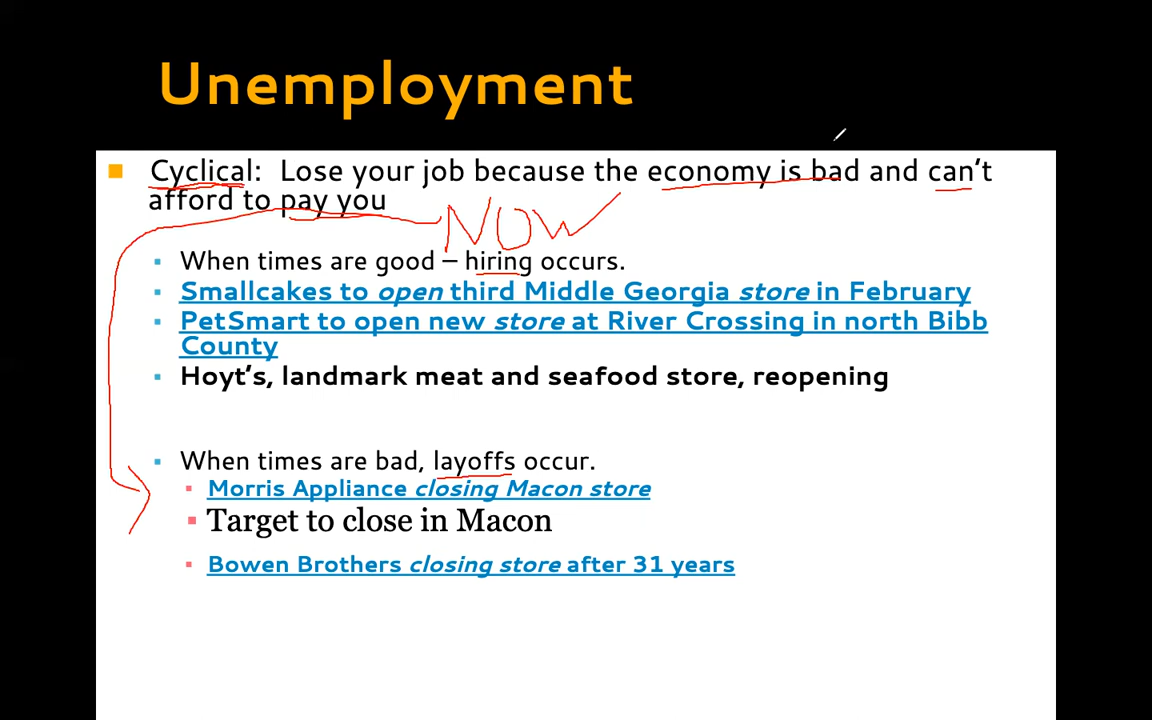 Unemployment
Cyclical: Lose your job because the economy is bad and can't
afford to pay you
NOW
When times are good – hiring occurs.
Smallcakes to open third Middle Georgia store in February
PetSmart to open new store at River Crossing in north Bibb
County
Hoyt's, landmark meat and seafood store, reopening
When times are bad, layoffs occur.
Morris Appliance closing Macon store
Target to close in Macon
Bowen Brothers closing store after 31 years